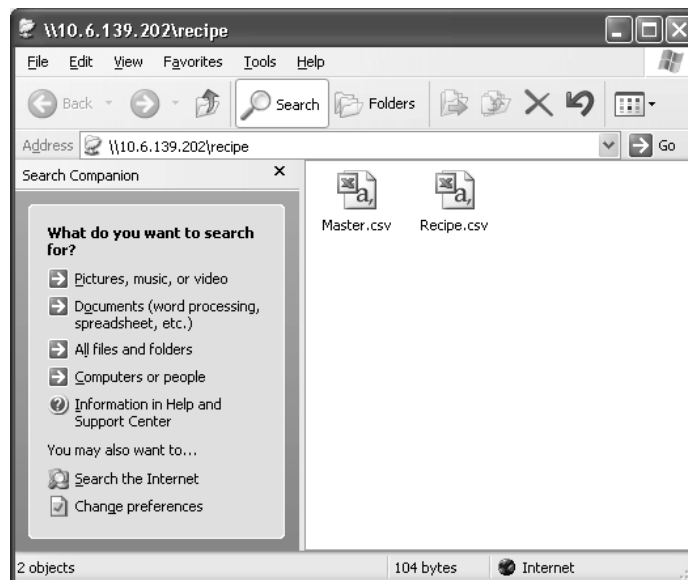 \\10.6.139.202\recipe
File Edit View Favorites Tools Help
Back Search Folders
Address \\10.6.139.202\recipe Go
Search Companion
Master.csv Recipe.csv
What do you want to search
for?
Pictures, music, or video
Documents (word processing,
spreadsheet, etc.)
All files and folders
Computers or people
Information in Help and
Support Center
You may also want to...
Search the Internet
Change preferences
2 objects 104 bytes Internet